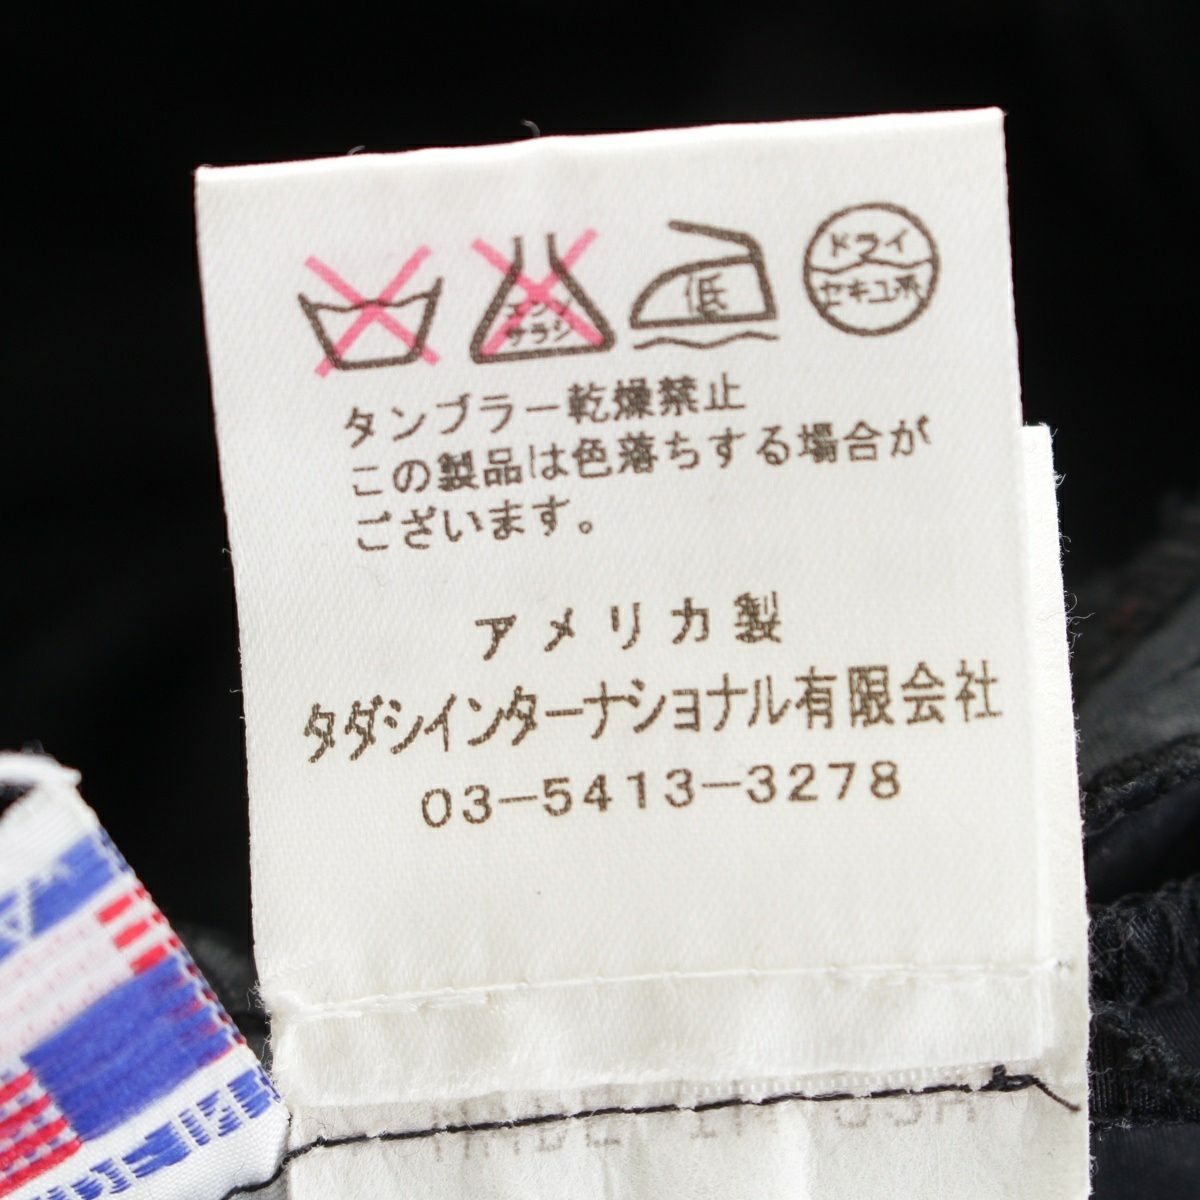 エンソ
サラシ
低
ドライ
セキユ系
タンブラー乾燥禁止
この製品は色落ちする場合が
ございます。
アメリカ製
タダシインターナショナル有限会社
03-5413-3278
MADE IN USA